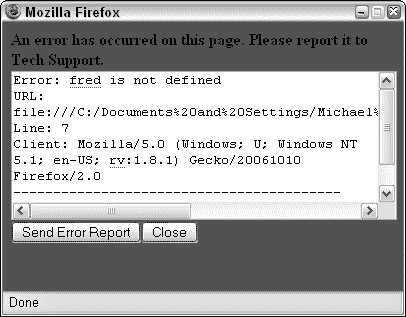 Mozilla Firefox
An error has occurred on this page. Please report it to
Tech Support.
Error: fred is not defined
URL:
file:///C:/Documents%20and%20Settings/Michael%
Line: 7
Client: Mozilla/5.0 (Windows; U; Windows NT
5.1; en-US; rv:1.8.1) Gecko/20061010
Firefox/2.0
-----------------------------------
Send Error Report Close
Done